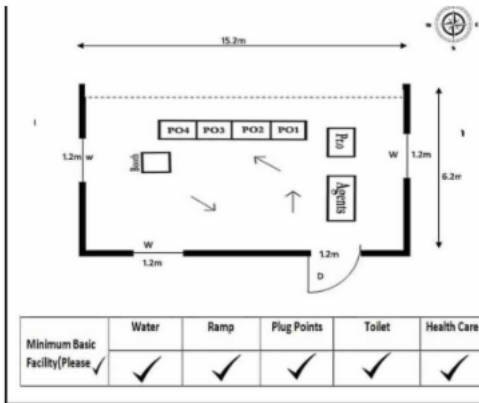 15.2m
PO4 PO3 PO2 PO1
Pro
1.2m w
Booth
W 1.2m
6.2m
Agents
W
1.2m
1.2m
D
Water Ramp Plug Points Toilet Health Care
Minimum Basic
Facility(Please ✓